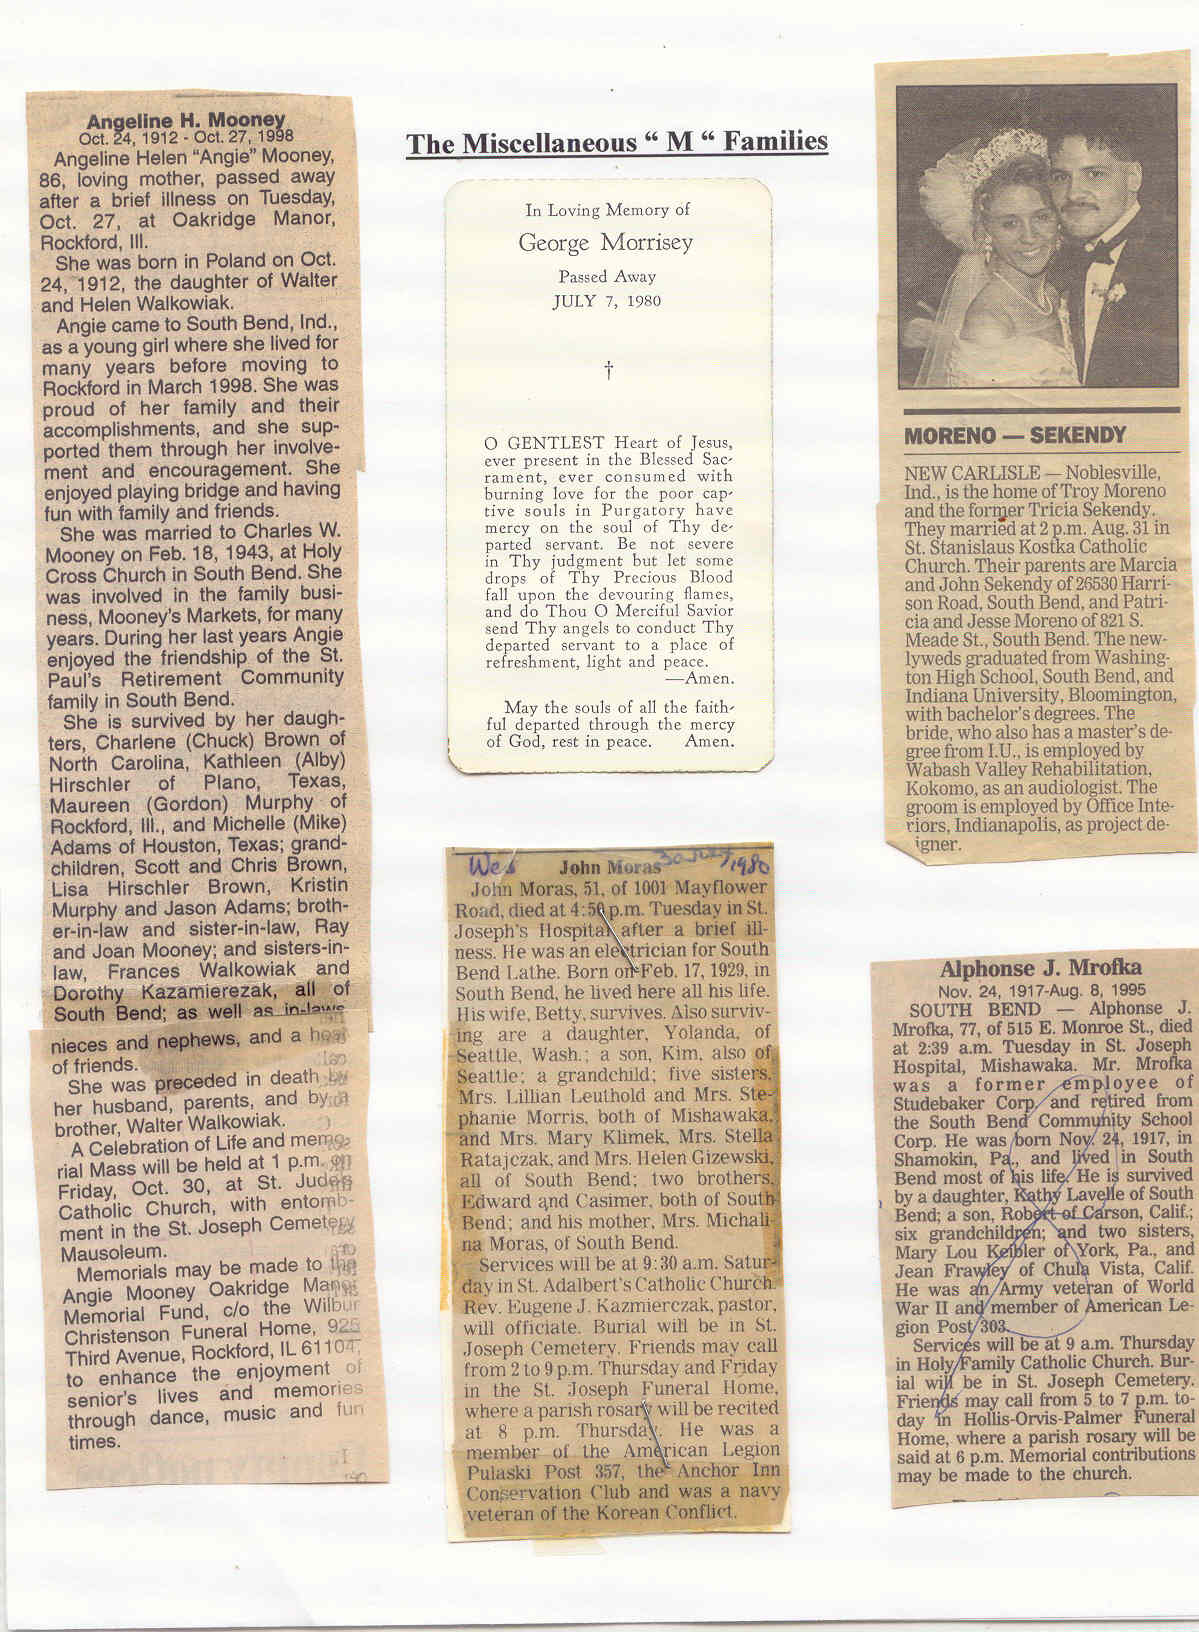 The Miscellaneous “ M “ Families
Angeline H. Mooney
Oct. 24, 1912 - Oct. 27, 1998
Angeline Helen "Angie" Mooney,
86, loving mother, passed away
after a brief illness on Tuesday,
Oct. 27, at Oakridge Manor,
Rockford, Ill.
She was born in Poland on Oct.
24, 1912, the daughter of Walter
and Helen Walkowiak.
Angie came to South Bend, Ind.,
as a young girl where she lived for
many years before moving to
Rockford in March 1998. She was
proud of her family and their
accomplishments, and she sup-
ported them through her involve-
ment and encouragement. She
enjoyed playing bridge and having
fun with family and friends.
She was married to Charles W.
Mooney on Feb. 18, 1943, at Holy
Cross Church in South Bend. She
was involved in the family busi-
ness, Mooney's Markets, for many
years. During her last years Angie
enjoyed the friendship of the St.
Paul's Retirement Community
family in South Bend.
She is survived by her daugh-
ters, Charlene (Chuck) Brown of
North Carolina, Kathleen (Alby)
Hirschler of Plano, Texas,
Maureen (Gordon) Murphy of
Rockford, Ill., and Michelle (Mike)
Adams of Houston, Texas; grand-
children, Scott and Chris Brown,
Lisa Hirschler Brown, Kristin
Murphy and Jason Adams; broth-
er-in-law and sister-in-law, Ray
and Joan Mooney; and sisters-in-
law, Frances Walkowiak and
Dorothy Kazamierezak, all of
South Bend; as well as in-laws
nieces and nephews, and a host
of friends.
She was preceded in death by
her husband, parents, and by a
brother, Walter Walkowiak.
A Celebration of Life and memo-
rial Mass will be held at 1 p.m. on
Friday, Oct. 30, at St. Jude
Catholic Church, with entomb-
ment in the St. Joseph Cemetery
Mausoleum.
Memorials may be made to the
Angie Mooney Oakridge Manor
Memorial Fund, c/o the Wilbur
Christenson Funeral Home, 925
Third Avenue, Rockford, IL 61104,
to enhance the enjoyment of
senior's lives and memories
through dance, music and fun
times.
In Loving Memory of
George Morrisey
Passed Away
JULY 7, 1980
†
O GENTLEST Heart of Jesus,
ever present in the Blessed Sac-
rament, ever consumed with
burning love for the poor cap-
tive souls in Purgatory have
mercy on the soul of Thy de-
parted servant. Be not severe
in Thy judgment but let some
drops of Thy Precious Blood
fall upon the devouring flames,
and do Thou O Merciful Savior
send Thy angels to conduct Thy
departed servant to a place of
refreshment, light and peace.
—Amen.
May the souls of all the faith-
ful departed through the mercy
of God, rest in peace. Amen.
Wed 30 July, 1980
John Moras
John Moras, 51, of 1001 Mayflower
Road, died at 4:50 p.m. Tuesday in St.
Joseph's Hospital after a brief ill-
ness. He was an electrician for South
Bend Lathe. Born on Feb. 17, 1929, in
South Bend, he lived here all his life.
His wife, Betty, survives. Also surviv-
ing are a daughter, Yolanda, of
Seattle, Wash.; a son, Kim, also of
Seattle; a grandchild; five sisters,
Mrs. Lillian Leuthold and Mrs. Ste-
phanie Morris, both of Mishawaka,
and Mrs. Mary Klimek, Mrs. Stella
Ratajczak, and Mrs. Helen Gizewski,
all of South Bend; two brothers,
Edward and Casimer, both of South
Bend; and his mother, Mrs. Michali-
na Moras, of South Bend.
Services will be at 9:30 a.m. Satur-
day in St. Adalbert's Catholic Church.
Rev. Eugene J. Kazmierczak, pastor,
will officiate. Burial will be in St.
Joseph Cemetery. Friends may call
from 2 to 9 p.m. Thursday and Friday
in the St. Joseph Funeral Home,
where a parish rosary will be recited
at 8 p.m. Thursday. He was a
member of the American Legion
Pulaski Post 357, the Anchor Inn
Conservation Club and was a navy
veteran of the Korean Conflict.
MORENO — SEKENDY
NEW CARLISLE — Noblesville,
Ind., is the home of Troy Moreno
and the former Tricia Sekendy.
They married at 2 p.m. Aug. 31 in
St. Stanislaus Kostka Catholic
Church. Their parents are Marcia
and John Sekendy of 26530 Harri-
son Road, South Bend, and Patri-
cia and Jesse Moreno of 821 S.
Meade St., South Bend. The new-
lyweds graduated from Washing-
ton High School, South Bend, and
Indiana University, Bloomington,
with bachelor's degrees. The
bride, who also has a master's de-
gree from I.U., is employed by
Wabash Valley Rehabilitation,
Kokomo, as an audiologist. The
groom is employed by Office Inte-
riors, Indianapolis, as project de-
igner.
Alphonse J. Mrofka
Nov. 24, 1917-Aug. 8, 1995
SOUTH BEND — Alphonse J.
Mrofka, 77, of 515 E. Monroe St., died
at 2:39 a.m. Tuesday in St. Joseph
Hospital, Mishawaka. Mr. Mrofka
was a former employee of
Studebaker Corp. and retired from
the South Bend Community School
Corp. He was born Nov. 24, 1917, in
Shamokin, Pa., and lived in South
Bend most of his life. He is survived
by a daughter, Kathy Lavelle of South
Bend; a son, Robert of Carson, Calif.;
six grandchildren; and two sisters,
Mary Lou Keibler of York, Pa., and
Jean Frawley of Chula Vista, Calif.
He was an Army veteran of World
War II and member of American Le-
gion Post 303.
Services will be at 9 a.m. Thursday
in Holy Family Catholic Church. Bur-
ial will be in St. Joseph Cemetery.
Friends may call from 5 to 7 p.m. to-
day in Hollis-Orvis-Palmer Funeral
Home, where a parish rosary will be
said at 6 p.m. Memorial contributions
may be made to the church.